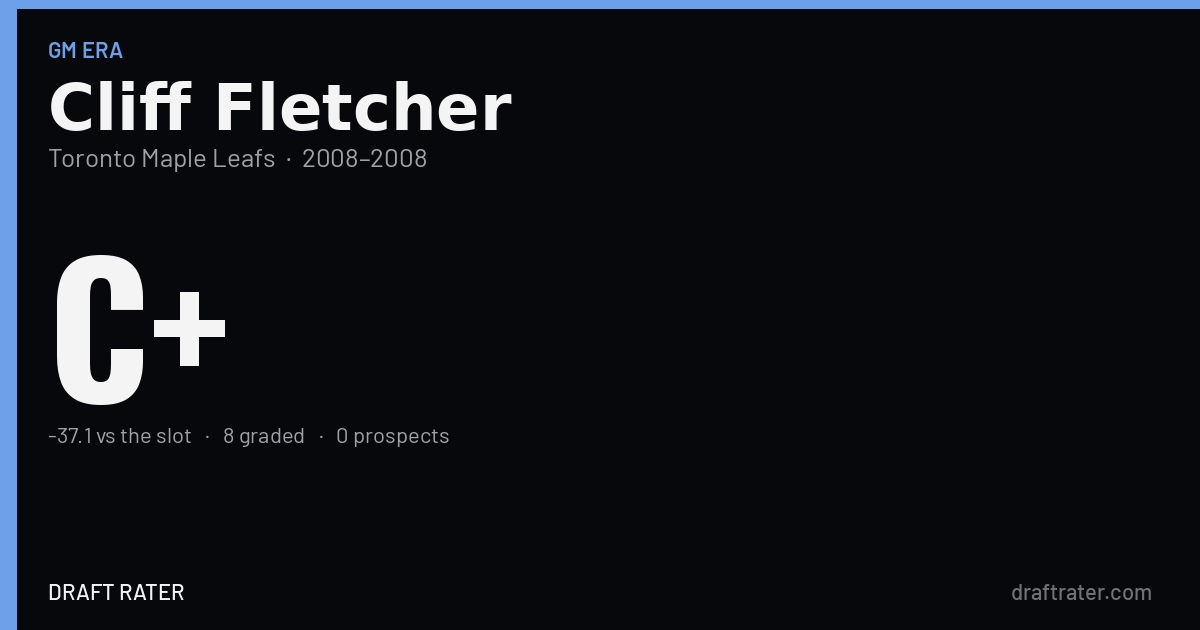 GM ERA
Cliff Fletcher
Toronto Maple Leafs · 2008–2008
C+
-37.1 vs the slot · 8 graded · 0 prospects
DRAFT RATER
draftrater.com